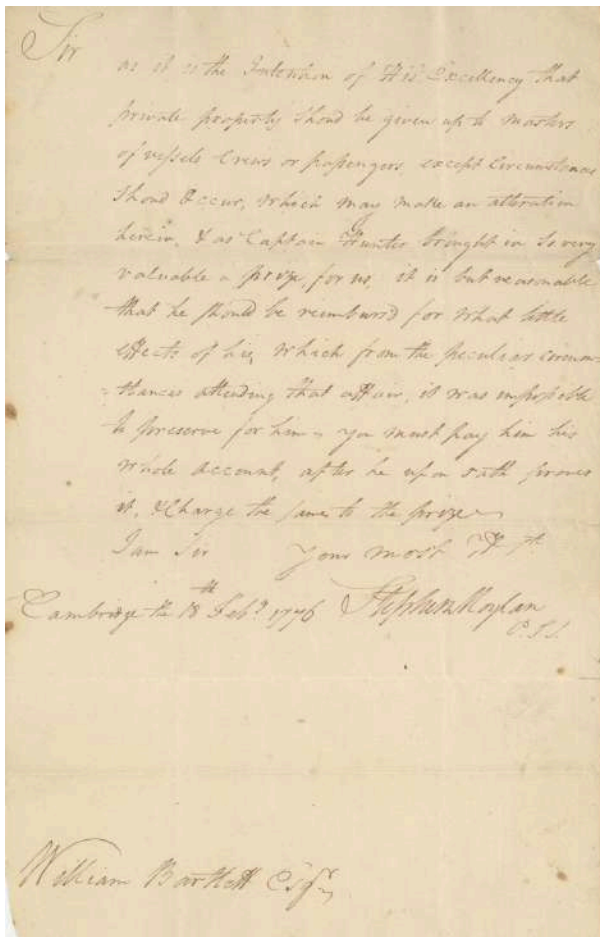 Sir
as it is the Intention of His Excellency that
private property should be given up to masters
of vessels Crews or passengers, except Circumstances
Shoud Occur, which may make an alteration
herein, & as Captain Hunter brought in So very
valuable a prize, for us, it is but reasonable
that he should be reimbursd for what little
effects of his, which from the peculiar circum-
=stances attending that affair, it was impossible
to preserve for him - you must pay him his
whole account, after he upon oath proves
it, & Charge the same to the prize -
I am Sir your most H St
Cambridge the 18th Feby 1776 Stephen Moylan
William Bartlett Esqr